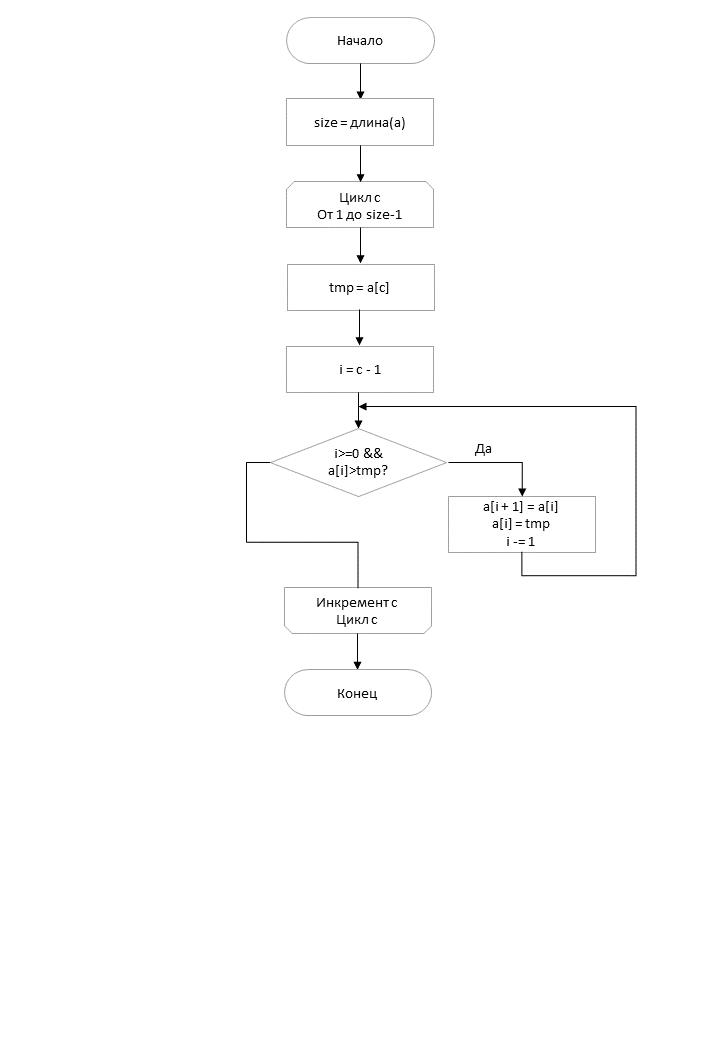 Начало
size = длина(a)
Цикл c
От 1 до size-1
tmp = a[c]
i = c - 1
i>=0 &&
a[i]>tmp?
Да
a[i + 1] = a[i]
a[i] = tmp
i -= 1
Инкремент c
Цикл c
Конец